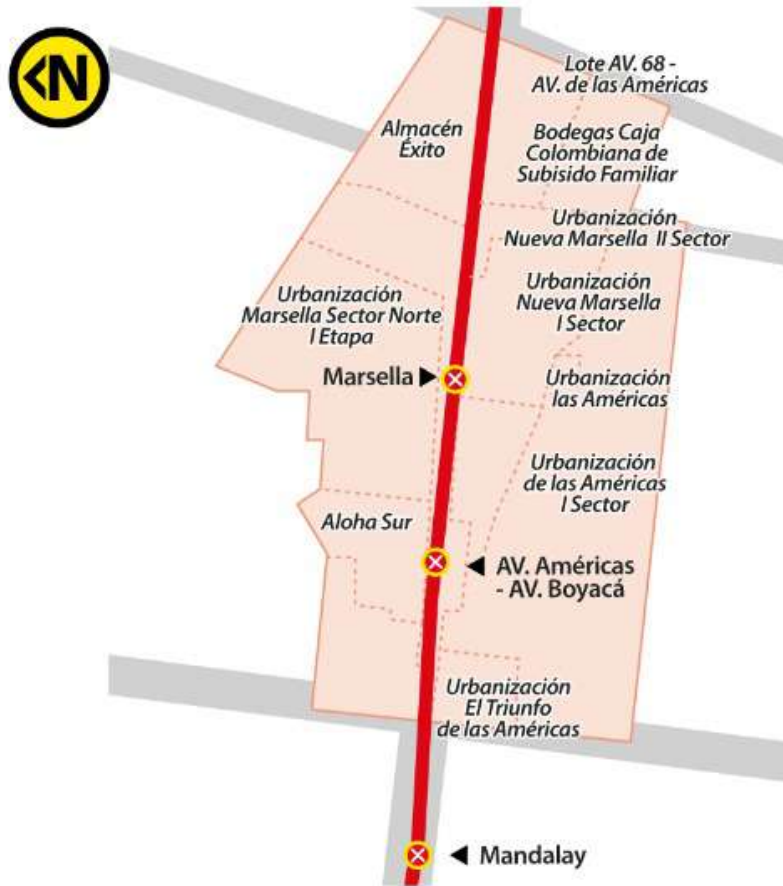 N
Lote AV. 68 -
AV. de las Américas
Almacén
Éxito
Bodegas Caja
Colombiana de
Subisido Familiar
Urbanización
Nueva Marsella II Sector
Urbanización
Marsella Sector Norte
I Etapa
Urbanización
Nueva Marsella
I Sector
Marsella
Urbanización
las Américas
Urbanización
de las Américas
I Sector
Aloha Sur
AV. Américas
- AV. Boyacá
Urbanización
El Triunfo
de las Américas
Mandalay